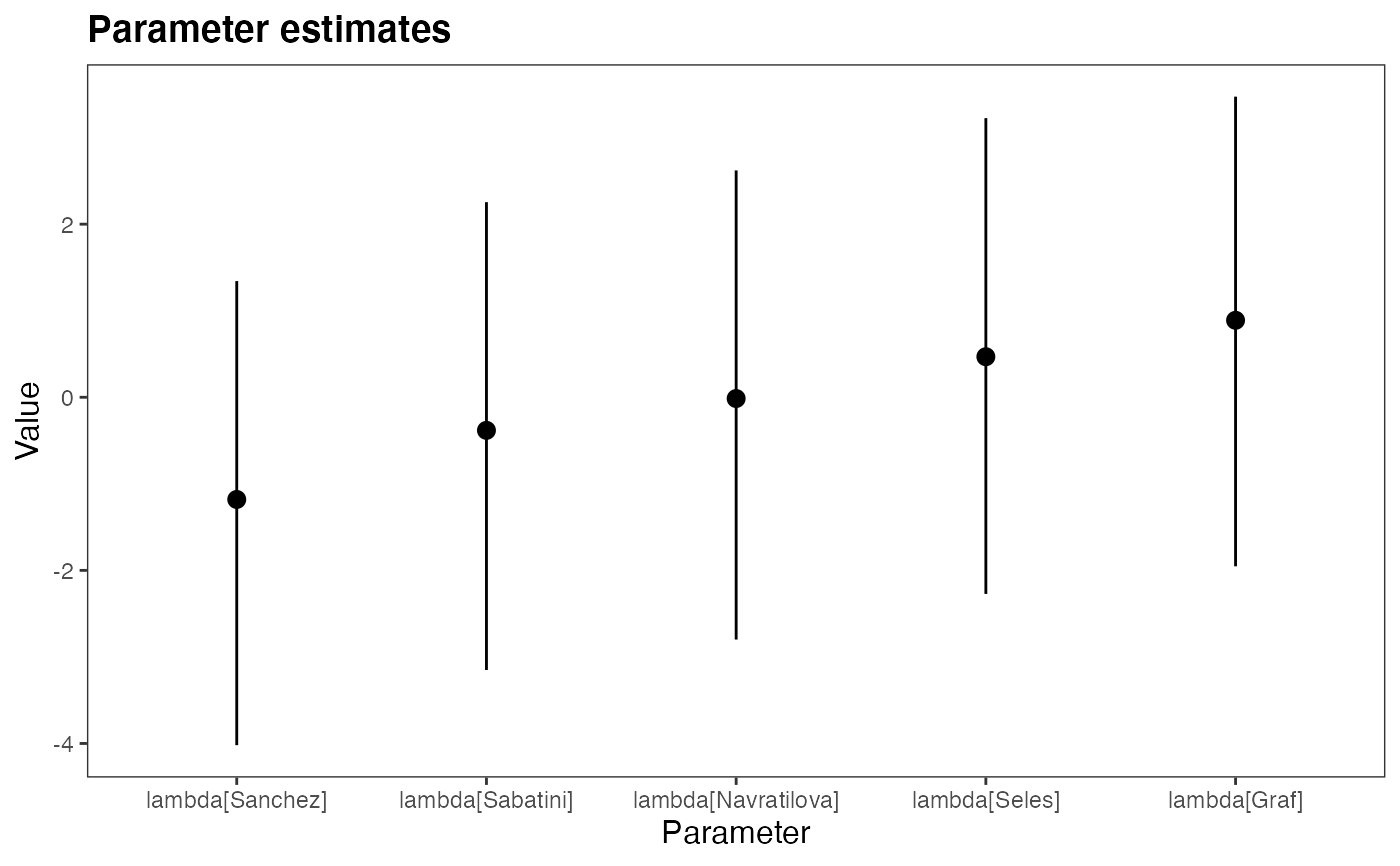 Parameter estimates
Value
2
0
-2
-4
lambda[Sanchez] lambda[Sabatini] lambda[Navratilova] lambda[Seles] lambda[Graf]
Parameter